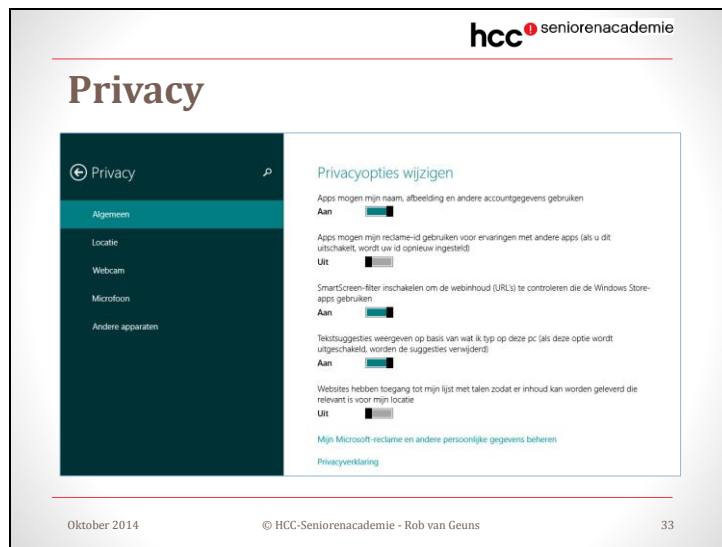 hcc! seniorenacademie
Privacy
Privacy
Algemeen
Locatie
Webcam
Microfoon
Andere apparaten
Privacyopties wijzigen
Apps mogen mijn naam, afbeelding en andere accountgegevens gebruiken
Aan
Apps mogen mijn reclame-id gebruiken voor ervaringen met andere apps (als u dit
uitschakelt, wordt uw id opnieuw ingesteld)
Uit
SmartScreen-filter inschakelen om de webinhoud (URL's) te controleren die de Windows Store-
apps gebruiken
Aan
Tekstsuggesties weergeven op basis van wat ik typ op deze pc (als deze optie wordt
uitgeschakeld, worden de suggesties verwijderd)
Aan
Websites hebben toegang tot mijn lijst met talen zodat er inhoud kan worden geleverd die
relevant is voor mijn locatie
Uit
Mijn Microsoft-reclame en andere persoonlijke gegevens beheren
Privacyverklaring
Oktober 2014 © HCC-Seniorenacademie - Rob van Geuns 33